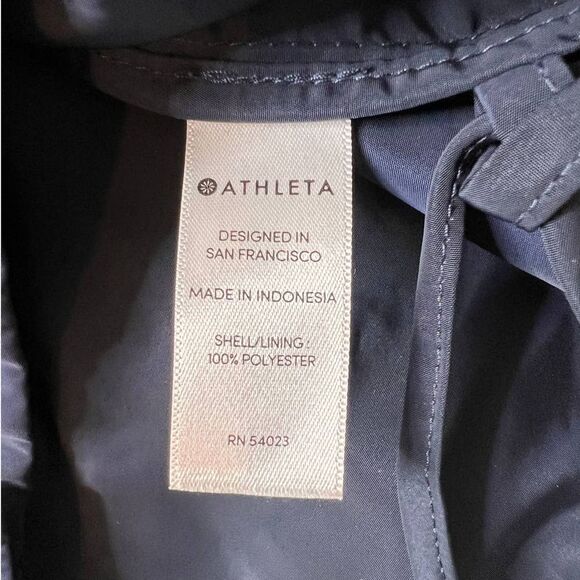 ATHLETA
DESIGNED IN
SAN FRANCISCO
MADE IN INDONESIA
SHELL/LINING :
100% POLYESTER
RN 54023